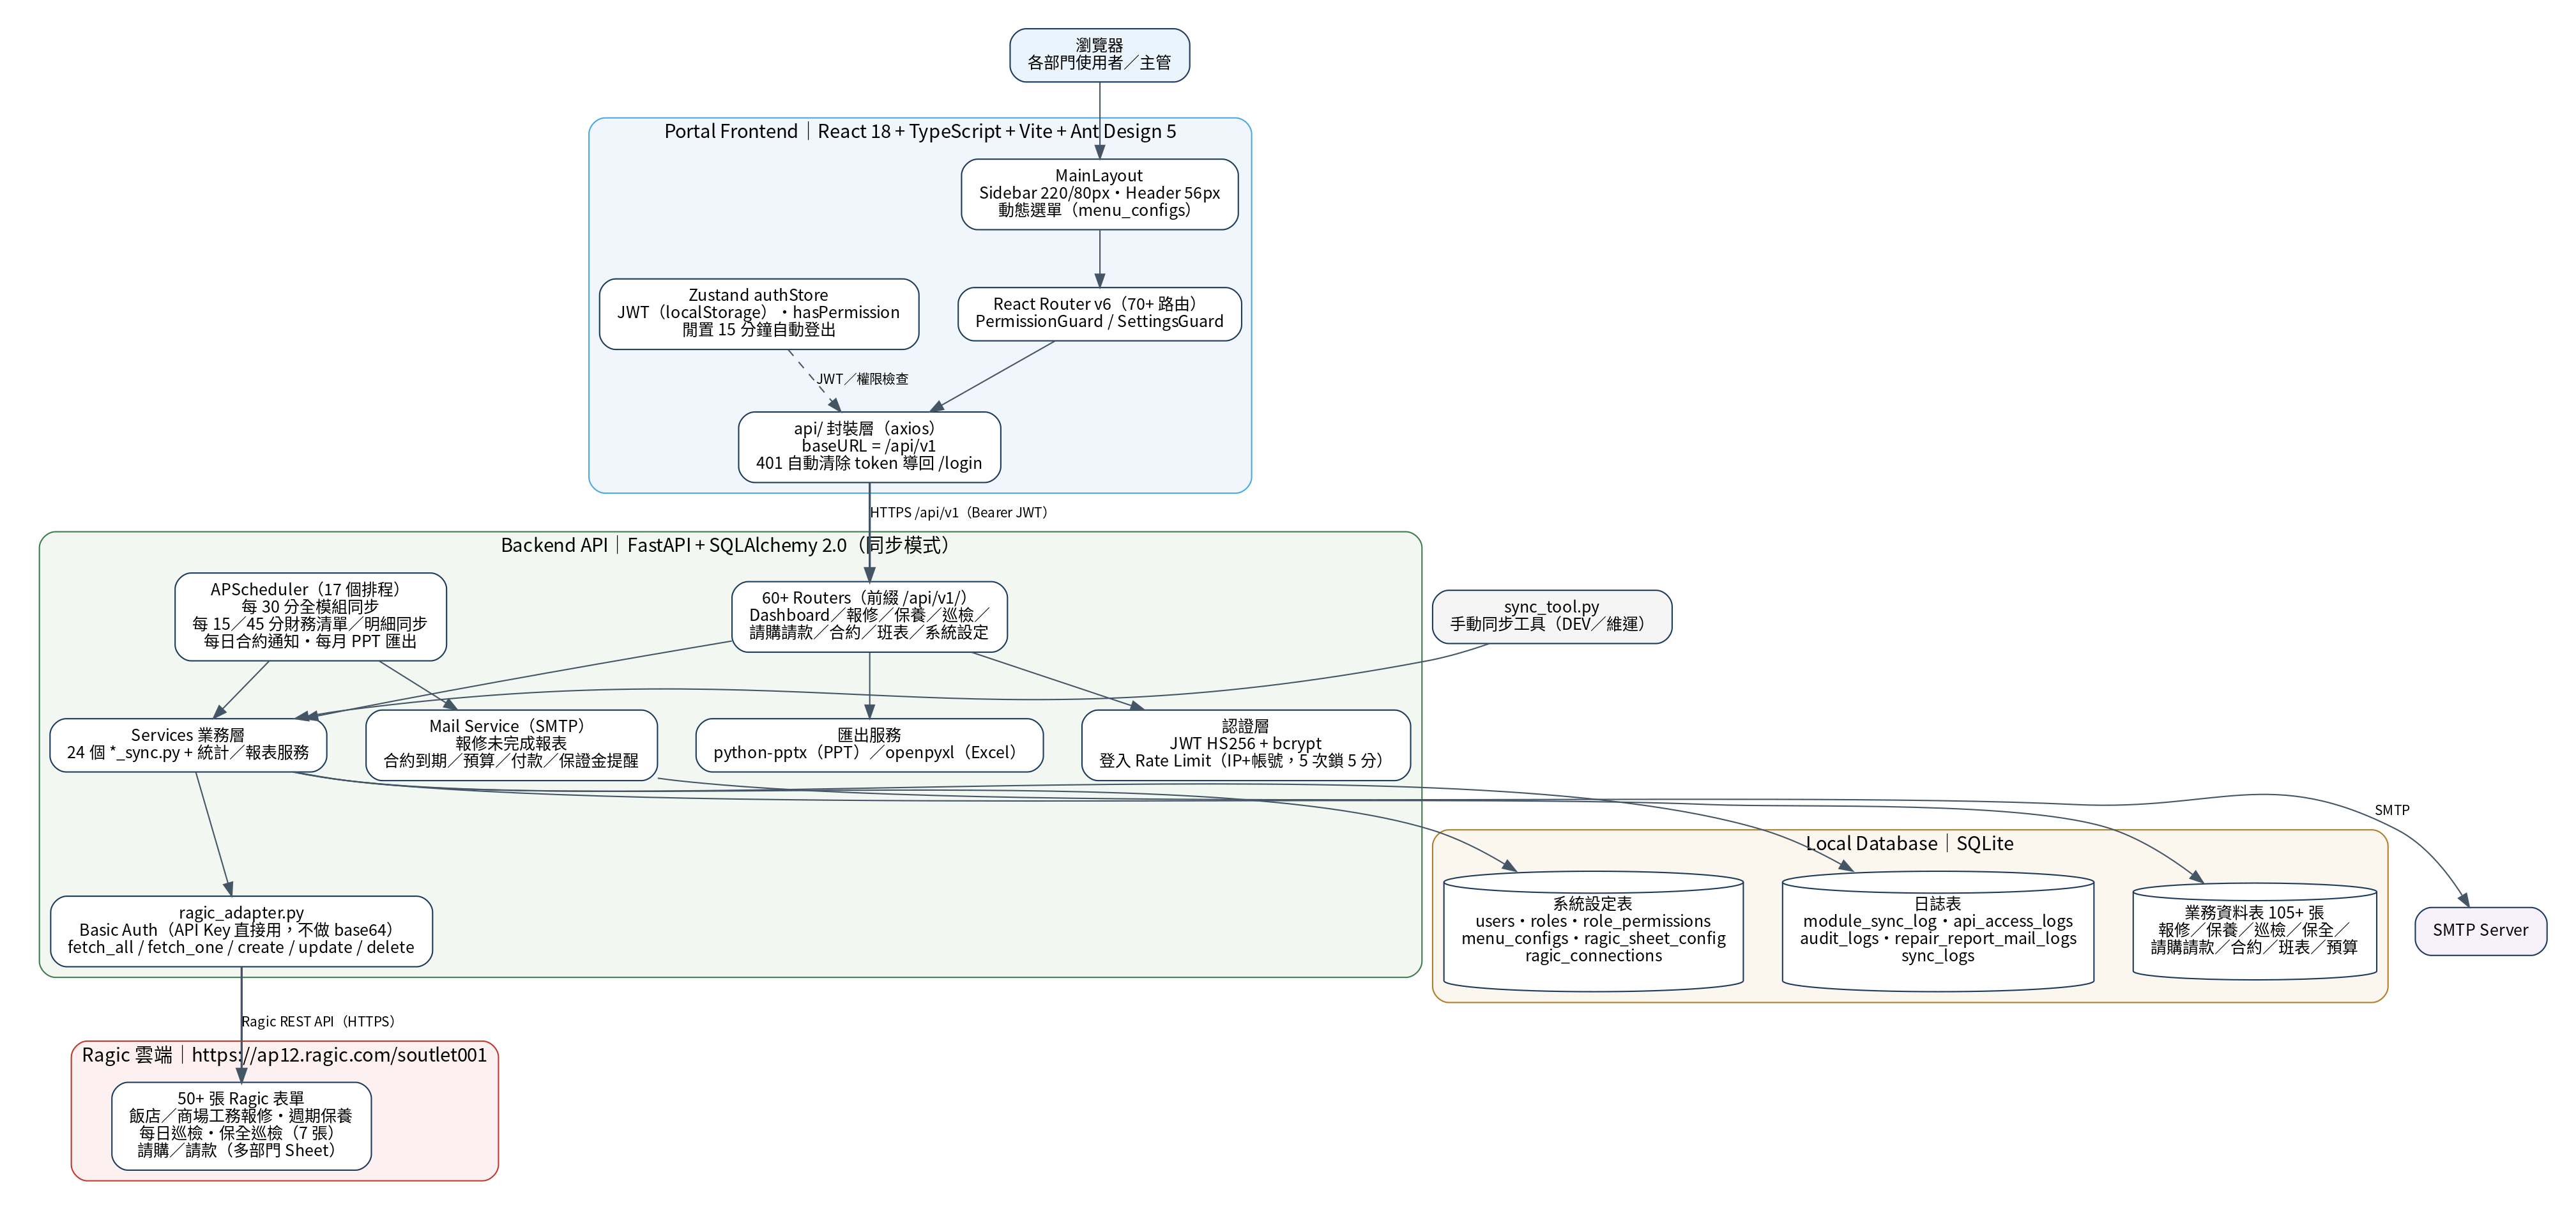 瀏覽器
各部門使用者／主管
Portal Frontend｜React 18 + TypeScript + Vite + Ant Design 5
MainLayout
Sidebar 220/80px・Header 56px
動態選單（menu_configs）
Zustand authStore
JWT（localStorage）・hasPermission
閒置 15 分鐘自動登出
React Router v6（70+ 路由）
PermissionGuard / SettingsGuard
JWT／權限檢查
api/ 封裝層（axios）
baseURL = /api/v1
401 自動清除 token 導回 /login
HTTPS /api/v1（Bearer JWT）
Backend API｜FastAPI + SQLAlchemy 2.0（同步模式）
APScheduler（17 個排程）
每 30 分全模組同步
每 15／45 分財務清單／明細同步
每日合約通知・每月 PPT 匯出
60+ Routers（前綴 /api/v1/）
Dashboard／報修／保養／巡檢／
請購請款／合約／班表／系統設定
sync_tool.py
手動同步工具（DEV／維運）
Services 業務層
24 個 *_sync.py + 統計／報表服務
Mail Service（SMTP）
報修未完成報表
合約到期／預算／付款／保證金提醒
匯出服務
python-pptx（PPT）／openpyxl（Excel）
認證層
JWT HS256 + bcrypt
登入 Rate Limit（IP+帳號，5 次鎖 5 分）
SMTP
Local Database｜SQLite
ragic_adapter.py
Basic Auth（API Key 直接用，不做 base64）
fetch_all / fetch_one / create / update / delete
系統設定表
users・roles・role_permissions
menu_configs・ragic_sheet_config
ragic_connections
日誌表
module_sync_log・api_access_logs
audit_logs・repair_report_mail_logs
sync_logs
業務資料表 105+ 張
報修／保養／巡檢／保全／
請購請款／合約／班表／預算
SMTP Server
Ragic REST API（HTTPS）
Ragic 雲端｜https://ap12.ragic.com/soutlet001
50+ 張 Ragic 表單
飯店／商場工務報修・週期保養
每日巡檢・保全巡檢（7 張）
請購／請款（多部門 Sheet）